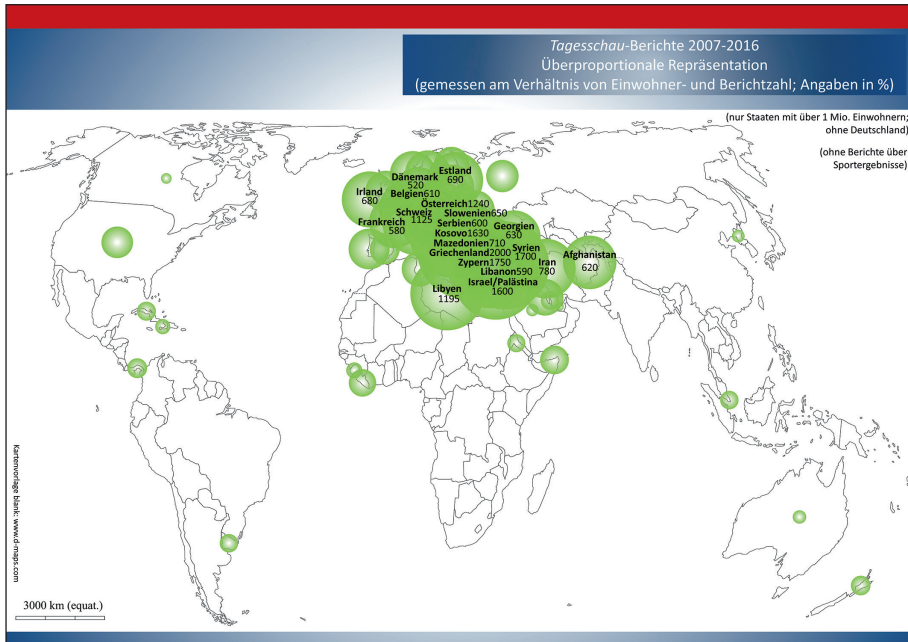 Tagesschau-Berichte 2007-2016
Überproportionale Repräsentation
(gemessen am Verhältnis von Einwohner- und Berichtzahl; Angaben in %)
(nur Staaten mit über 1 Mio. Einwohnern;
ohne Deutschland)
(ohne Berichte über
Sportergebnisse)
Dänemark
520
Estland
690
Irland
680
Belgien610
Österreich1240
Schweiz
1125
Slowenien650
Frankreich
580
Serbien600
Georgien
630
Kosovo1630
Mazedonien710
Syrien
1700
Griechenland2000
Zypern1750
Iran
780
Afghanistan
620
Libanon590
Israel/Palästina
1600
Libyen
1195
Kartenvorlage blank: www.d-maps.com
3000 km (equat.)